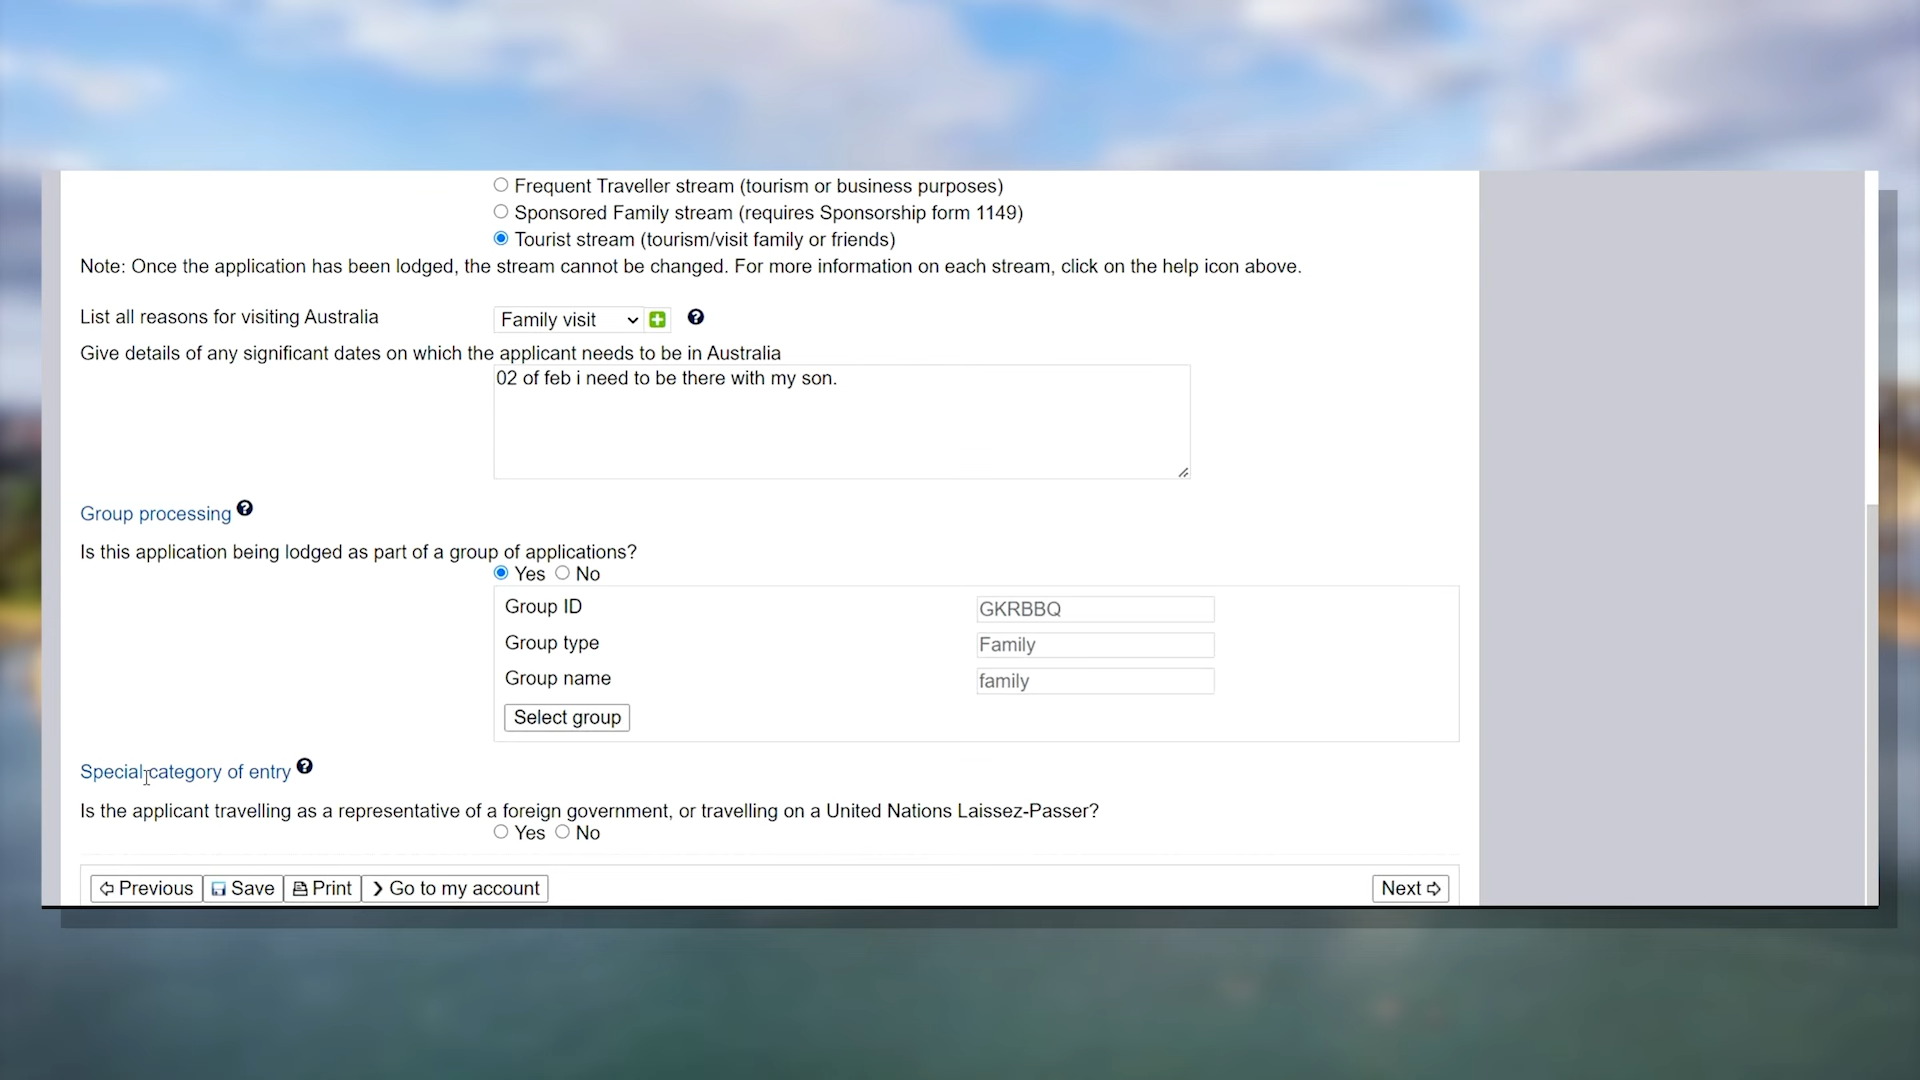 Frequent Traveller stream (tourism or business purposes)
Sponsored Family stream (requires Sponsorship form 1149)
Tourist stream (tourism/visit family or friends)
Note: Once the application has been lodged, the stream cannot be changed. For more information on each stream, click on the help icon above.
List all reasons for visiting Australia Family visit
Give details of any significant dates on which the applicant needs to be in Australia
02 of feb i need to be there with my son.
Group processing
Is this application being lodged as part of a group of applications?
Yes No
Group ID GKRBBQ
Group type Family
Group name family
Select group
Special category of entry
Is the applicant travelling as a representative of a foreign government, or travelling on a United Nations Laissez-Passer?
Yes No
Previous Save Print Go to my account Next